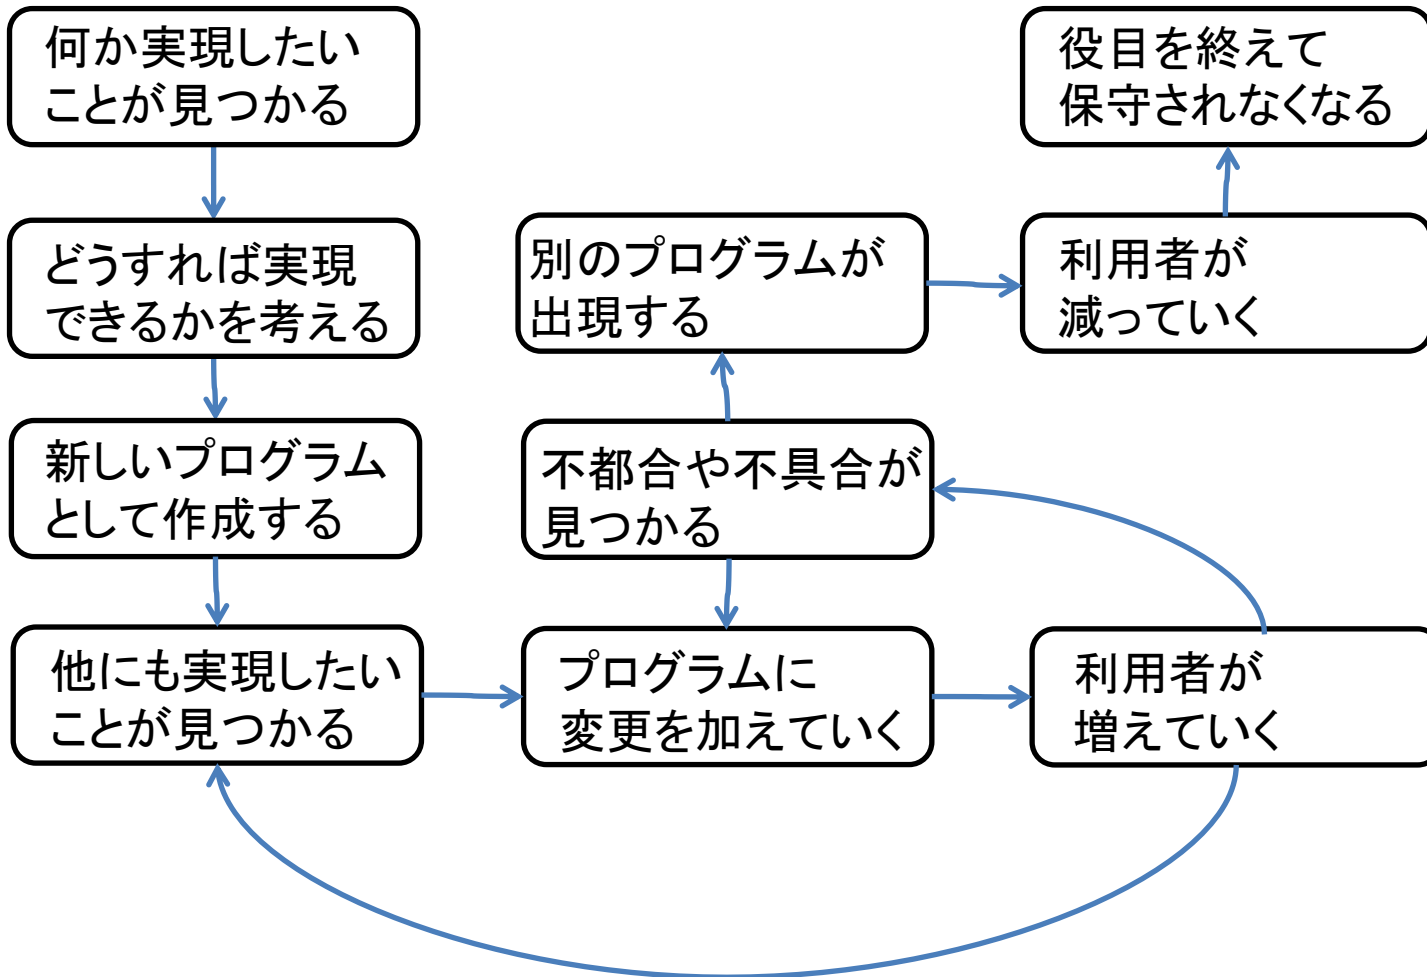 何か実現したい
ことが見つかる
どうすれば実現
できるかを考える
新しいプログラム
として作成する
他にも実現したい
ことが見つかる
プログラムに
変更を加えていく
利用者が
増えていく
不都合や不具合が
見つかる
別のプログラムが
出現する
利用者が
減っていく
役目を終えて
保守されなくなる